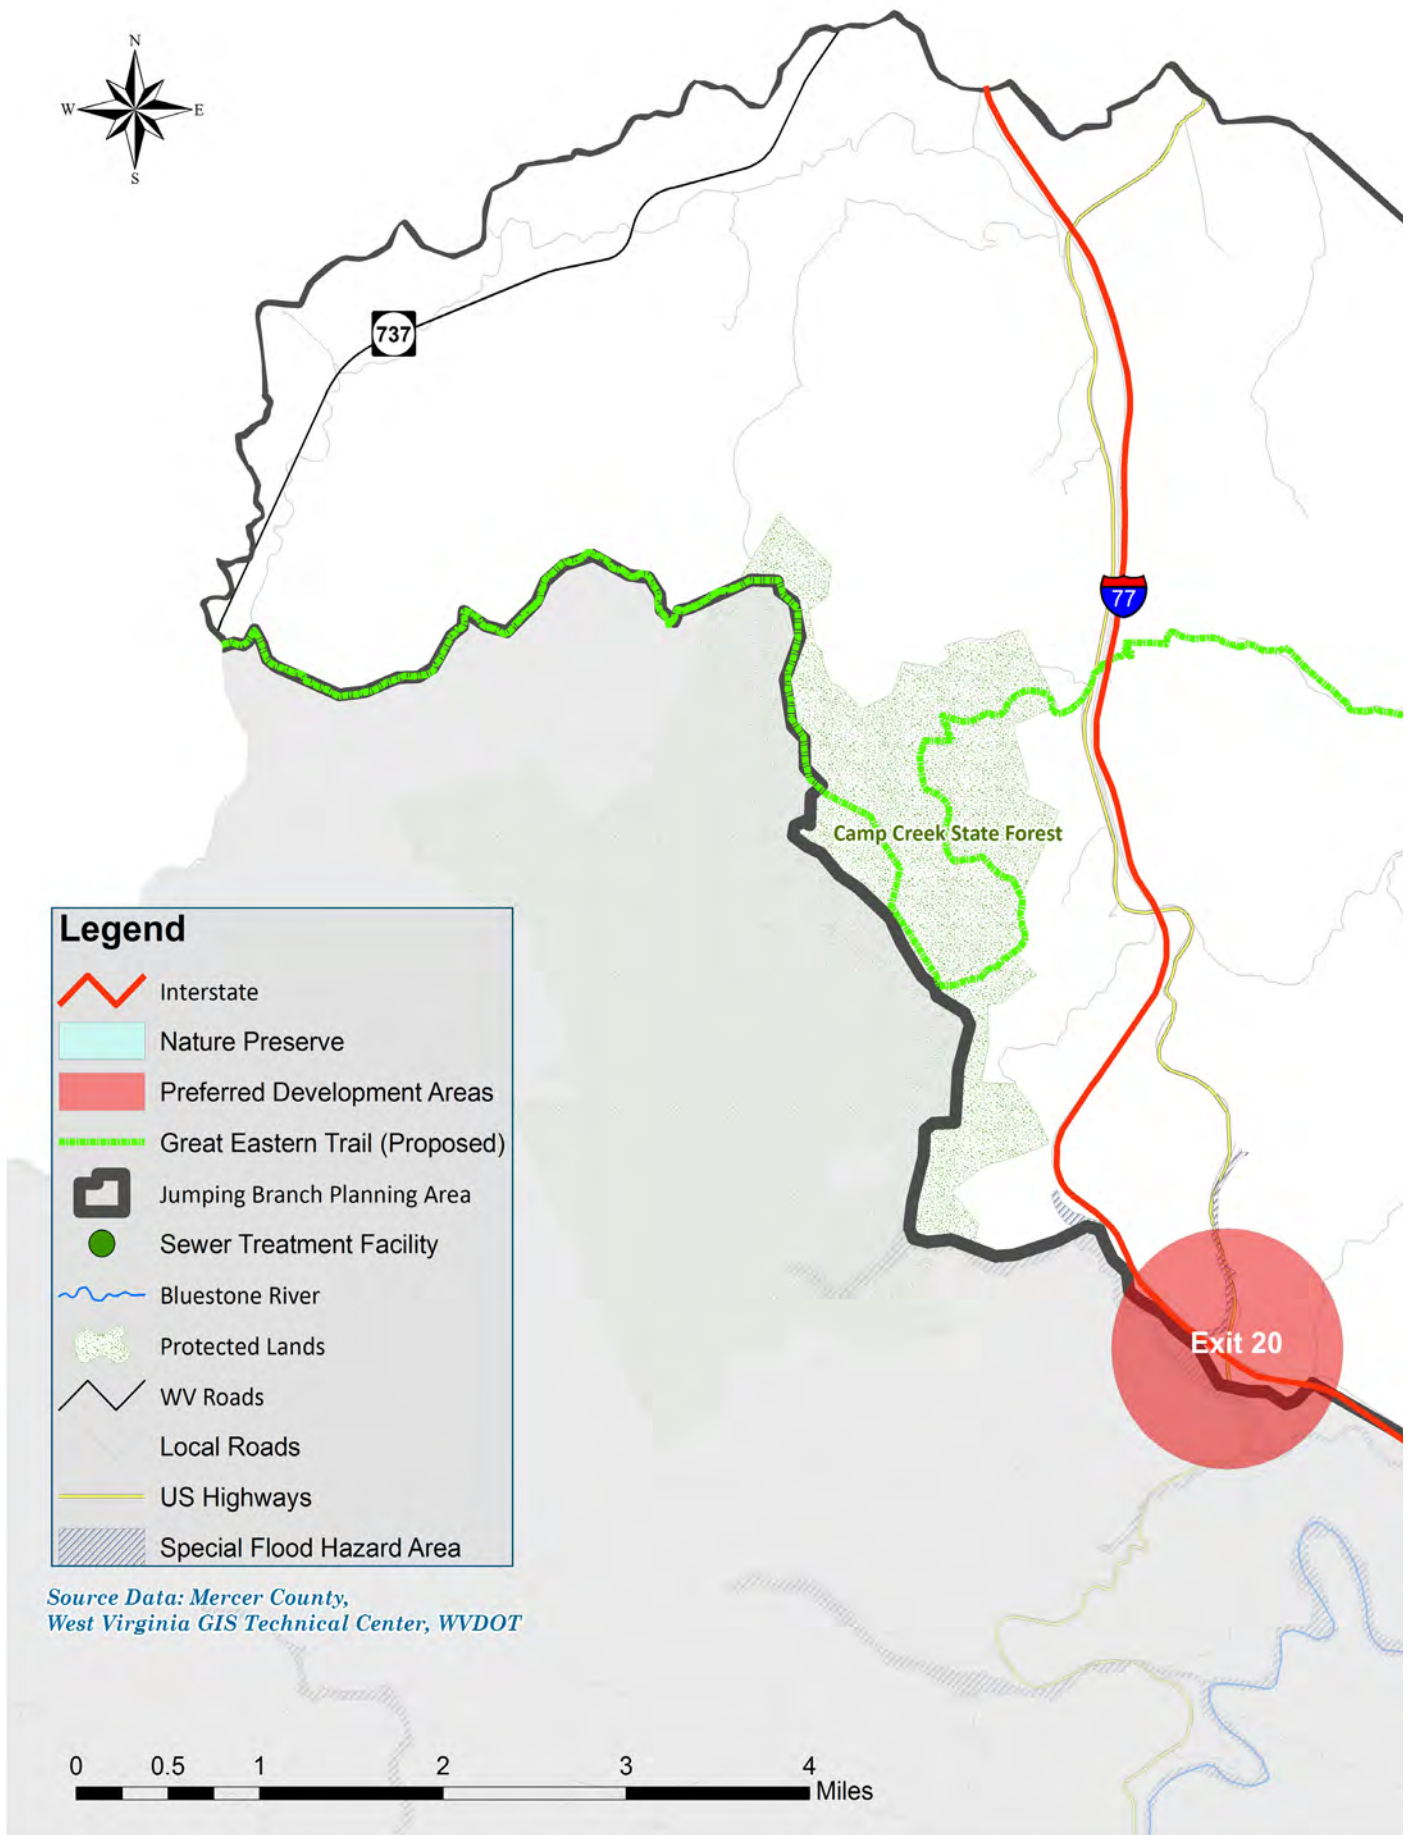 N
W E
S
737
77
Camp Creek State Forest
Legend
Interstate
Nature Preserve
Preferred Development Areas
Great Eastern Trail (Proposed)
Jumping Branch Planning Area
Sewer Treatment Facility
Bluestone River
Protected Lands
WV Roads
Local Roads
US Highways
Special Flood Hazard Area
Exit 20
Source Data: Mercer County,
West Virginia GIS Technical Center, WVDOT
0 0.5 1 2 3 4
Miles